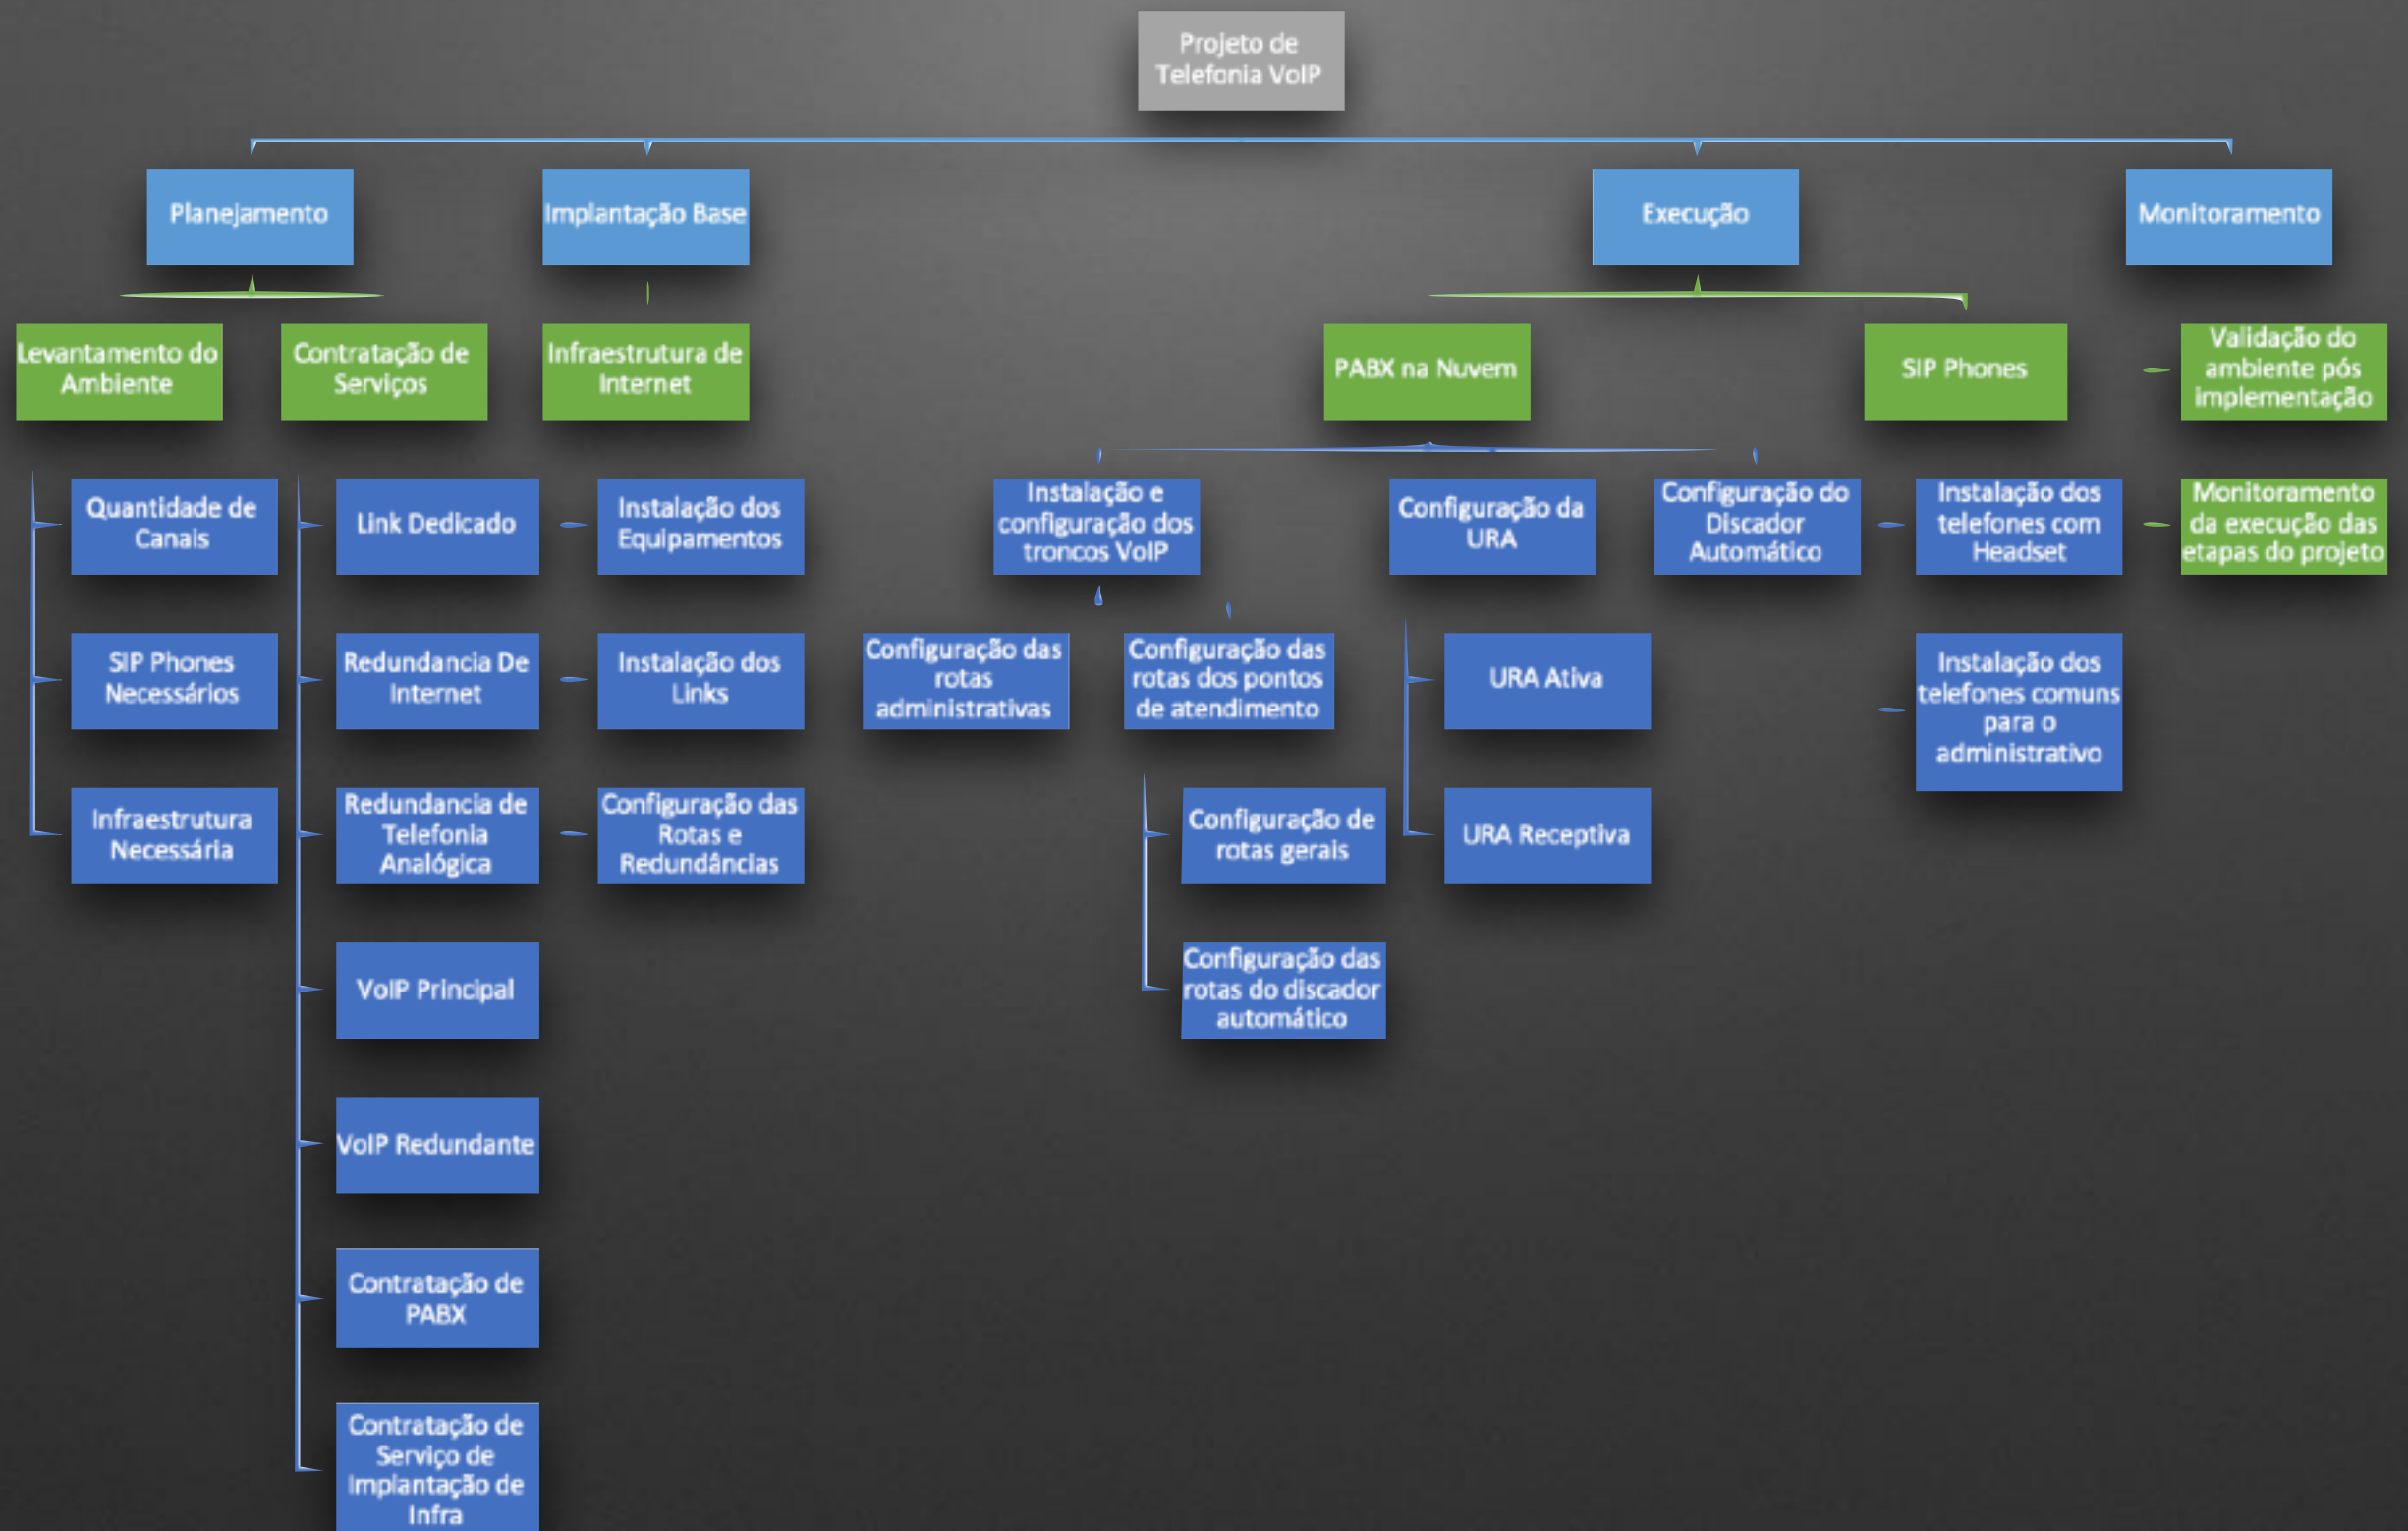 Projeto de
Telefonia VoIP
Planejamento
Implantação Base
Execução
Monitoramento
Levantamento do
Ambiente
Contratação de
Serviços
Infraestrutura de
Internet
PABX na Nuvem
SIP Phones
Validação do
ambiente pós
implementação
Quantidade de
Canais
Link Dedicado
Instalação dos
Equipamentos
Instalação e
configuração dos
troncos VoIP
Configuração da
URA
Configuração do
Discador
Automático
Instalação dos
telefones com
Headset
Monitoramento
da execução das
etapas do projeto
SIP Phones
Necessários
Redundancia De
Internet
Instalação dos
Links
Configuração das
rotas
administrativas
Configuração das
rotas dos pontos
de atendimento
URA Ativa
Instalação dos
telefones comuns
para o
administrativo
Infraestrutura
Necessária
Redundancia de
Telefonia
Analógica
Configuração das
Rotas e
Redundâncias
Configuração de
rotas gerais
URA Receptiva
VoIP Principal
Configuração das
rotas do discador
automático
VoIP Redundante
Contratação de
PABX
Contratação de
Serviço de
Implantação de
Infra